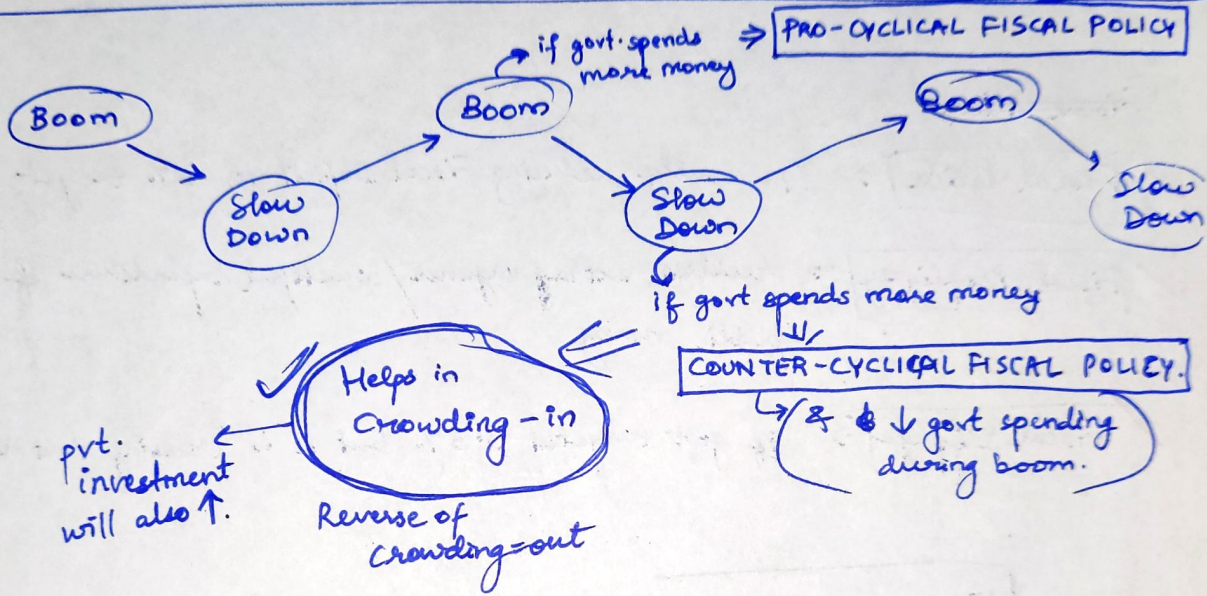 if govt. spends
more money
⇒ PRO-CYCLICAL FISCAL POLICY
Boom
Slow
Down
Boom
Slow
Down
Boom
Slow
Down
if govt spends more money
COUNTER-CYCLICAL FISCAL POLICY.
& ↓ govt spending
during boom.
Helps in
Crowding-in
pvt.
investment
will also ↑.
Reverse of
Crowding=out